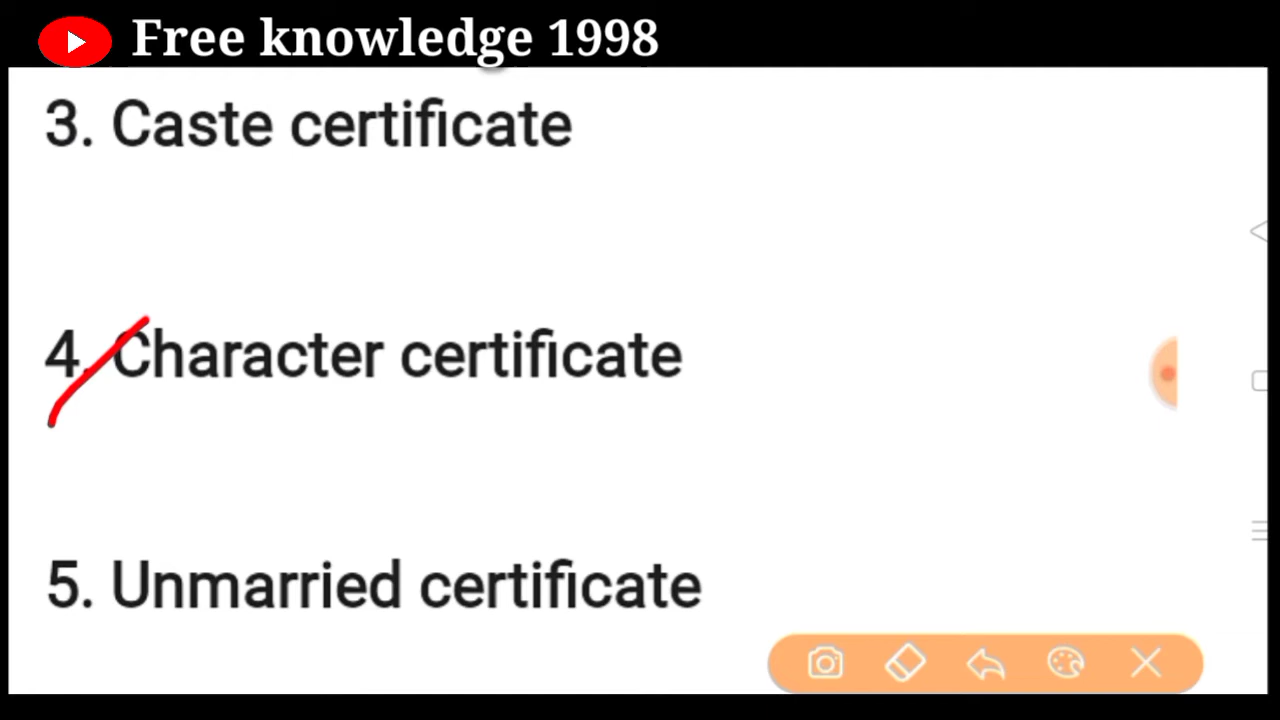 Free knowledge 1998
3. Caste certificate
4. Character certificate
5. Unmarried certificate